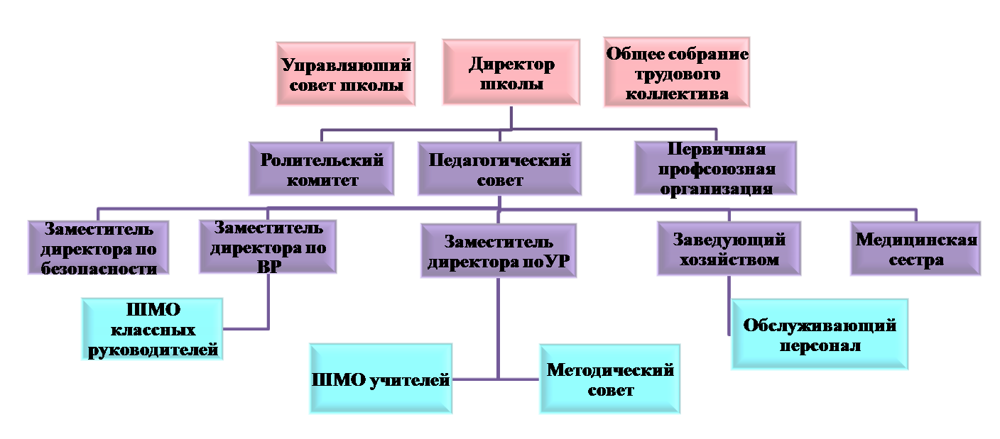 Управляюший
совет школы
Директор
школы
Общее собрание
трудового
коллектива
Ролительский
комитет
Педагогический
совет
Первичная
профсоюзная
организация
Заместитель
директора по
безопасности
Заместитель
директора по
ВР
Заместитель
директора поУР
Заведующий
хозяйством
Медицинская
сестра
ШМО
классных
руководителей
ШМО учителей
Методический
совет
Обслуживающий
персонал